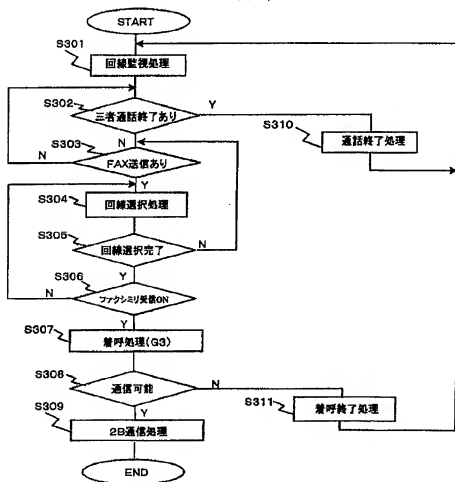 START
S301
回線監視処理
S302
三者通話終了あり
Y
N
S310
通話終了処理
S303
FAX送信あり
N
Y
S304
回線選択処理
S305
回線選択完了
N
Y
S306
ファクシミリ受信ON
N
Y
S307
着呼処理(G3)
S308
通信可能
N
Y
S311
着呼終了処理
S309
2B通信処理
END